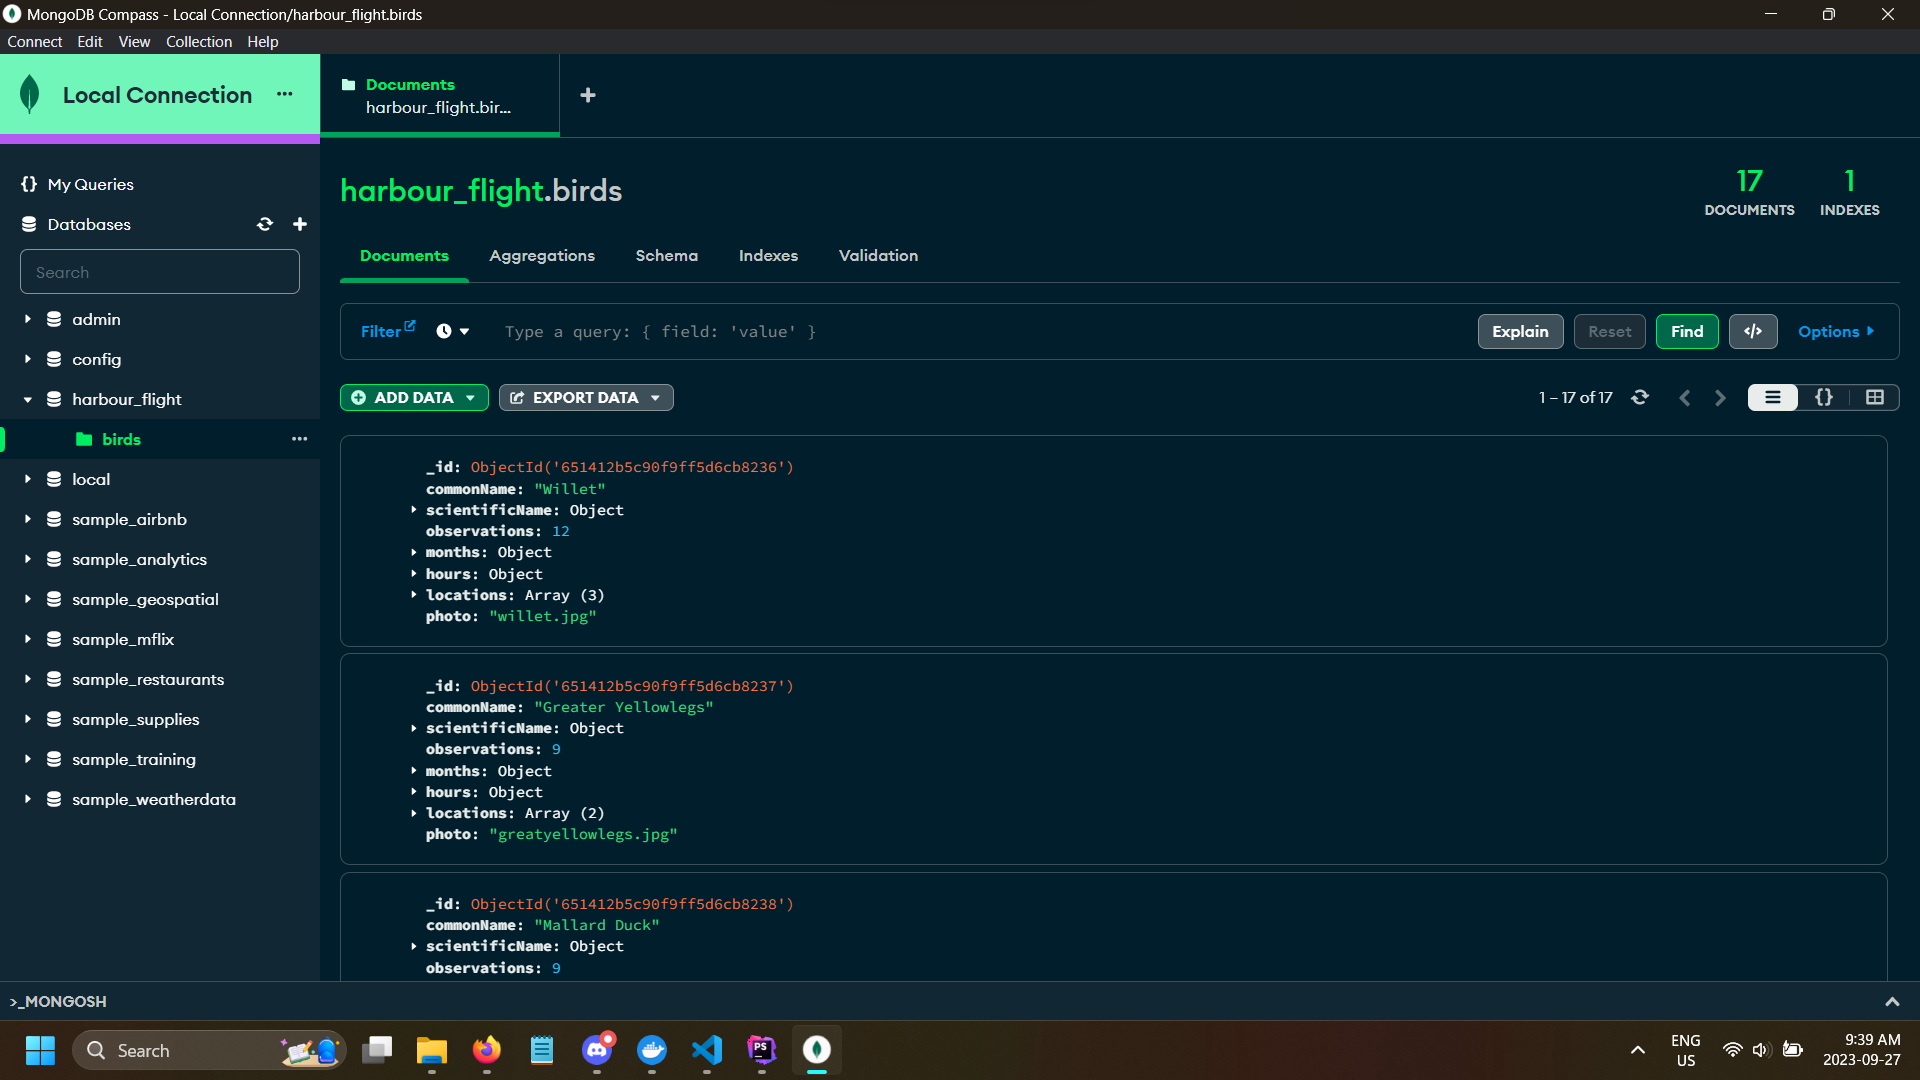 MongoDB Compass - Local Connection/harbour_flight.birds
Connect Edit View Collection Help
Local Connection
Documents
harbour_flight.bir...
My Queries
Databases
Search
admin
config
harbour_flight
birds
local
sample_airbnb
sample_analytics
sample_geospatial
sample_mflix
sample_restaurants
sample_supplies
sample_training
sample_weatherdata
harbour_flight.birds
17
DOCUMENTS
1
INDEXES
Documents Aggregations Schema Indexes Validation
Filter Type a query: { field: 'value' } Explain Reset Find </> Options
ADD DATA EXPORT DATA 1 – 17 of 17 {}
_id: ObjectId('651412b5c90f9ff5d6cb8236')
commonName: "Willet"
scientificName: Object
observations: 12
months: Object
hours: Object
locations: Array (3)
photo: "willet.jpg"
_id: ObjectId('651412b5c90f9ff5d6cb8237')
commonName: "Greater Yellowlegs"
scientificName: Object
observations: 9
months: Object
hours: Object
locations: Array (2)
photo: "greatyellowlegs.jpg"
_id: ObjectId('651412b5c90f9ff5d6cb8238')
commonName: "Mallard Duck"
scientificName: Object
observations: 9
>_MONGOSH
Search
PS
ENG
US
9:39 AM
2023-09-27